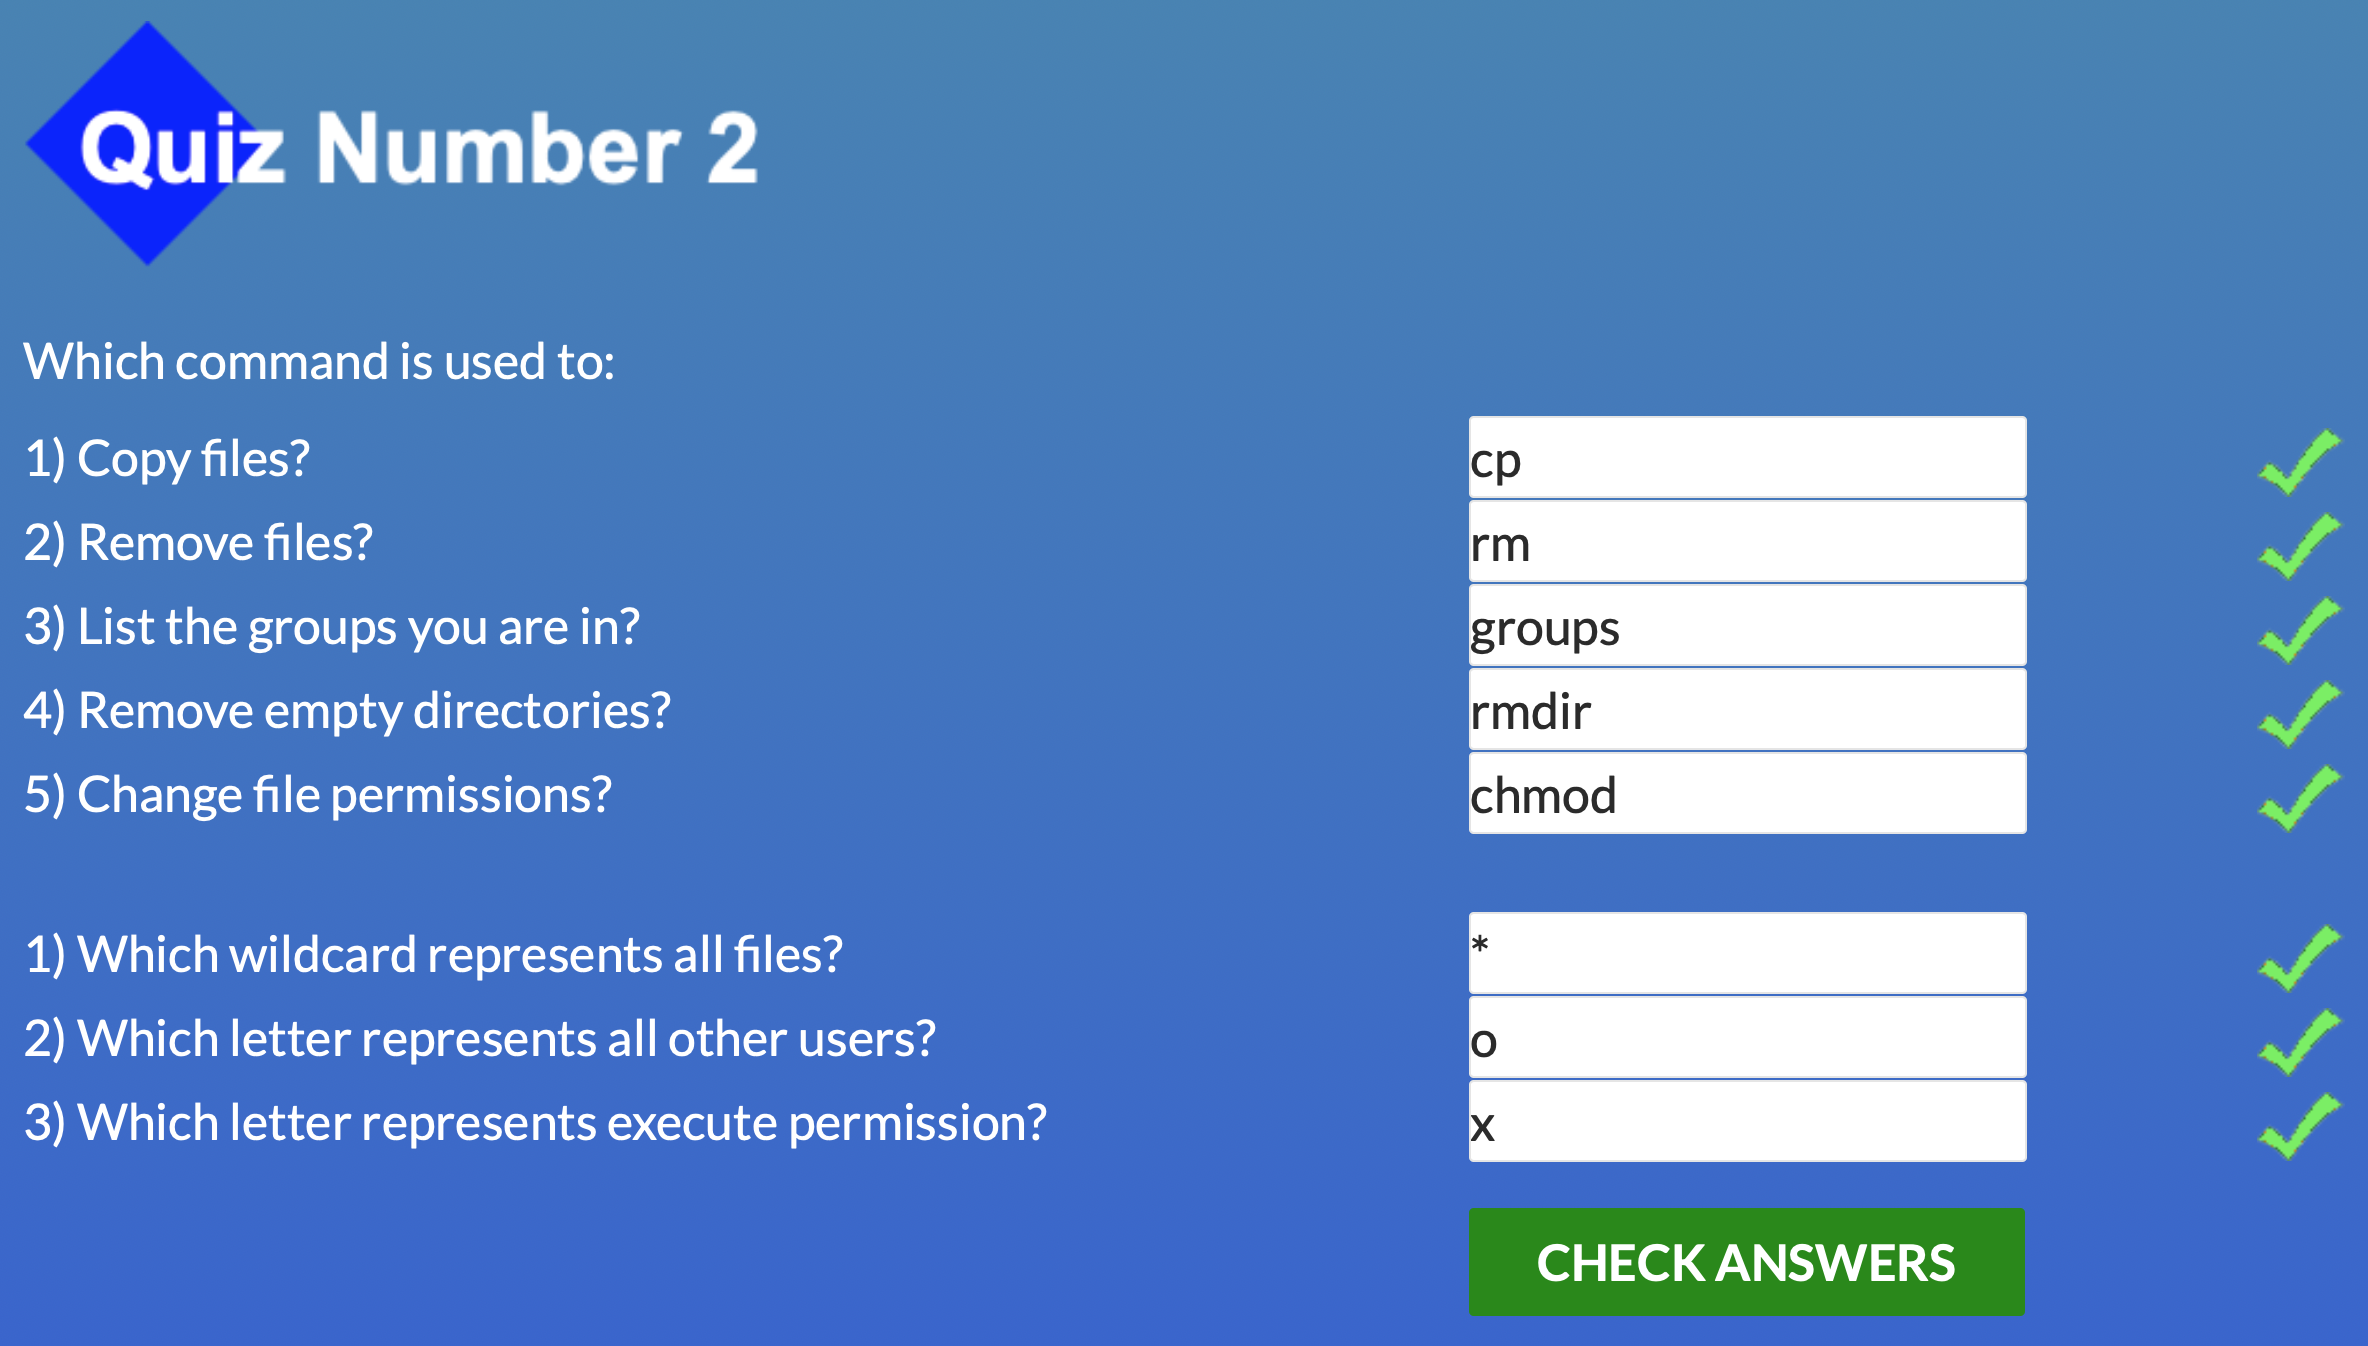 Quiz Number 2
Which command is used to:
1) Copy files? cp
2) Remove files? rm
3) List the groups you are in? groups
4) Remove empty directories? rmdir
5) Change file permissions? chmod
1) Which wildcard represents all files? *
2) Which letter represents all other users? o
3) Which letter represents execute permission? x
CHECK ANSWERS